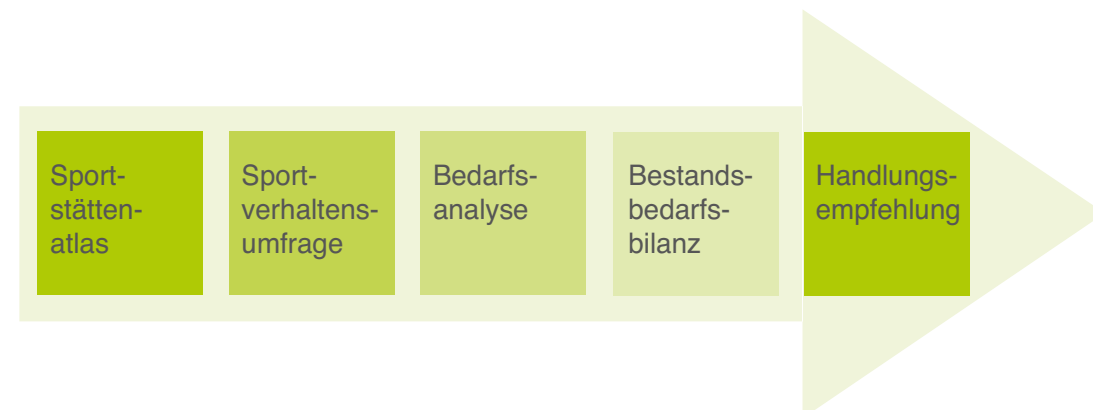 Sport-
stätten-
atlas
Sport-
verhaltens-
umfrage
Bedarfs-
analyse
Bestands-
bedarfs-
bilanz
Handlungs-
empfehlung